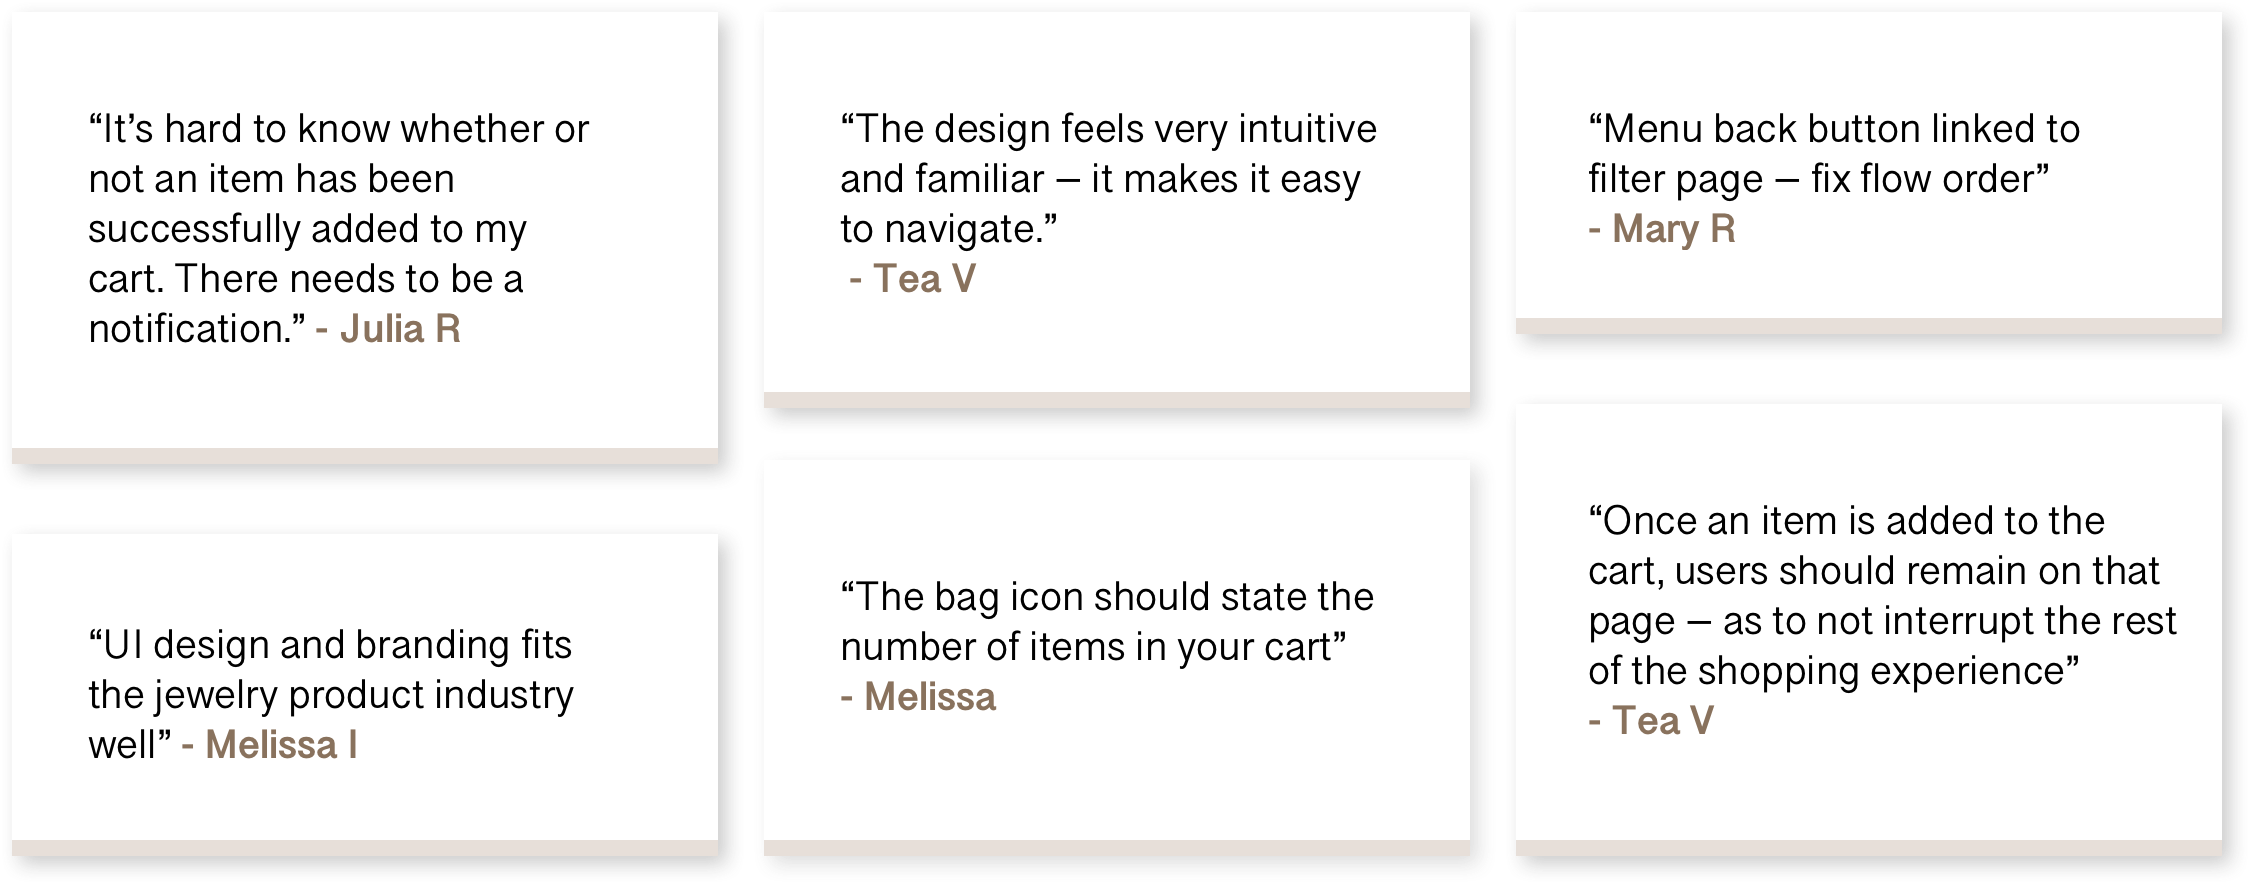 “It’s hard to know whether or
not an item has been
successfully added to my
cart. There needs to be a
notification.” - Julia R
“UI design and branding fits
the jewelry product industry
well” - Melissa I
“The design feels very intuitive
and familiar – it makes it easy
to navigate.”
- Tea V
“The bag icon should state the
number of items in your cart”
- Melissa
“Menu back button linked to
filter page – fix flow order”
- Mary R
“Once an item is added to the
cart, users should remain on that
page – as to not interrupt the rest
of the shopping experience”
- Tea V